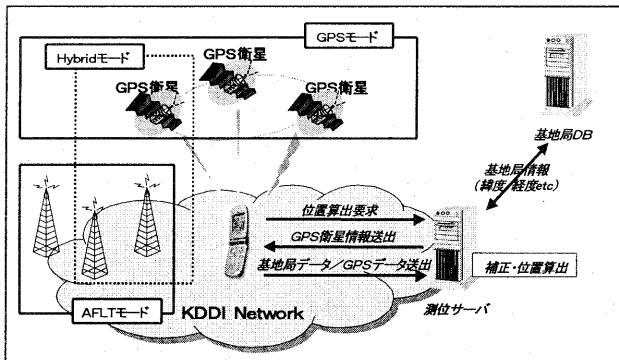 GPSモード
Hybridモード
GPS衛星
GPS衛星
GPS衛星
基地局DB
基地局情報
(緯度/経度etc)
位置算出要求
GPS衛星情報送出
基地局データ/GPSデータ送出
補正・位置算出
測位サーバ
AFLTモード
KDDI Network